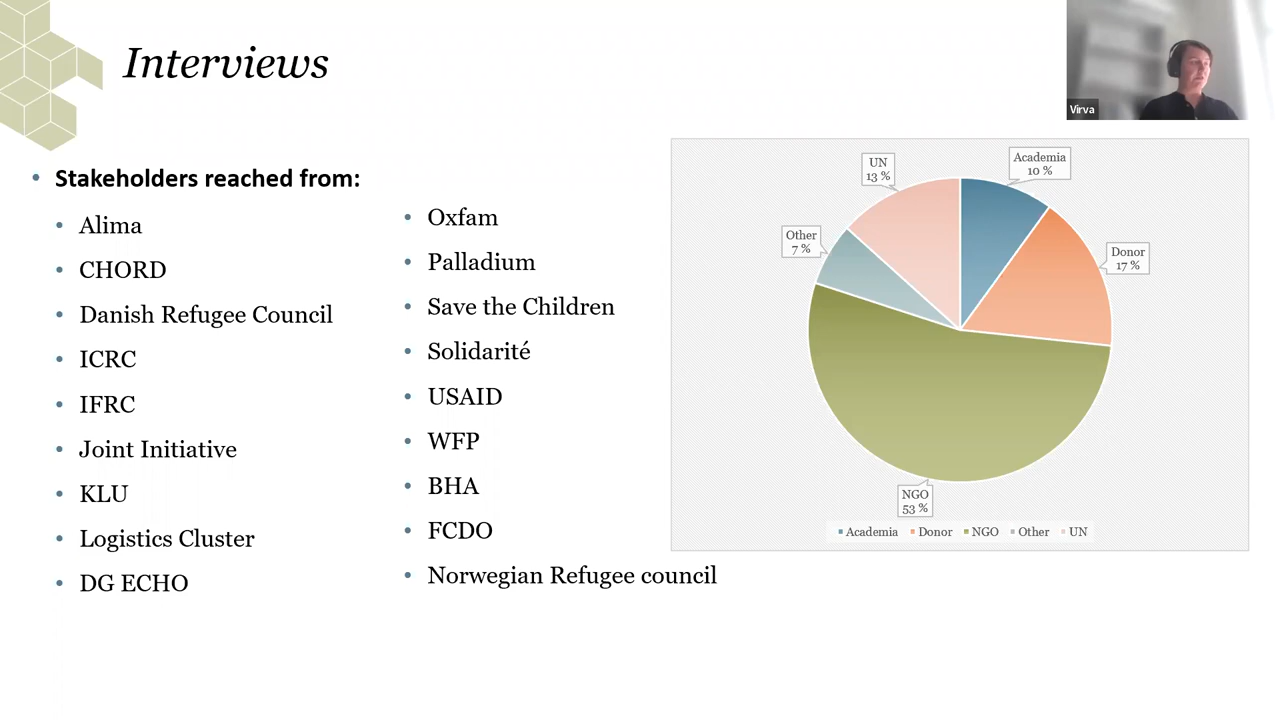 Interviews
Virva
Stakeholders reached from:
Alima
CHORD
Danish Refugee Council
ICRC
IFRC
Joint Initiative
KLU
Logistics Cluster
DG ECHO
Oxfam
Palladium
Save the Children
Solidarité
USAID
WFP
BHA
FCDO
Norwegian Refugee council
UN
13 %
Academia
10 %
Other
7 %
Donor
17 %
NGO
53 %
Academia Donor NGO Other UN